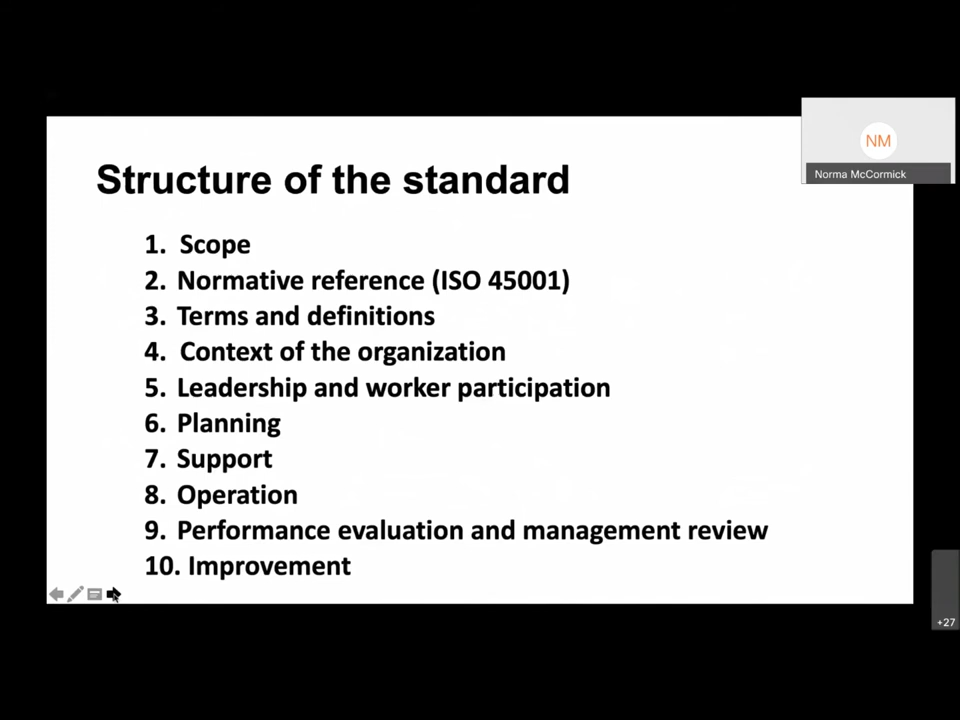 Structure of the standard
NM
Norma McCormick
1. Scope
2. Normative reference (ISO 45001)
3. Terms and definitions
4. Context of the organization
5. Leadership and worker participation
6. Planning
7. Support
8. Operation
9. Performance evaluation and management review
10. Improvement
+27